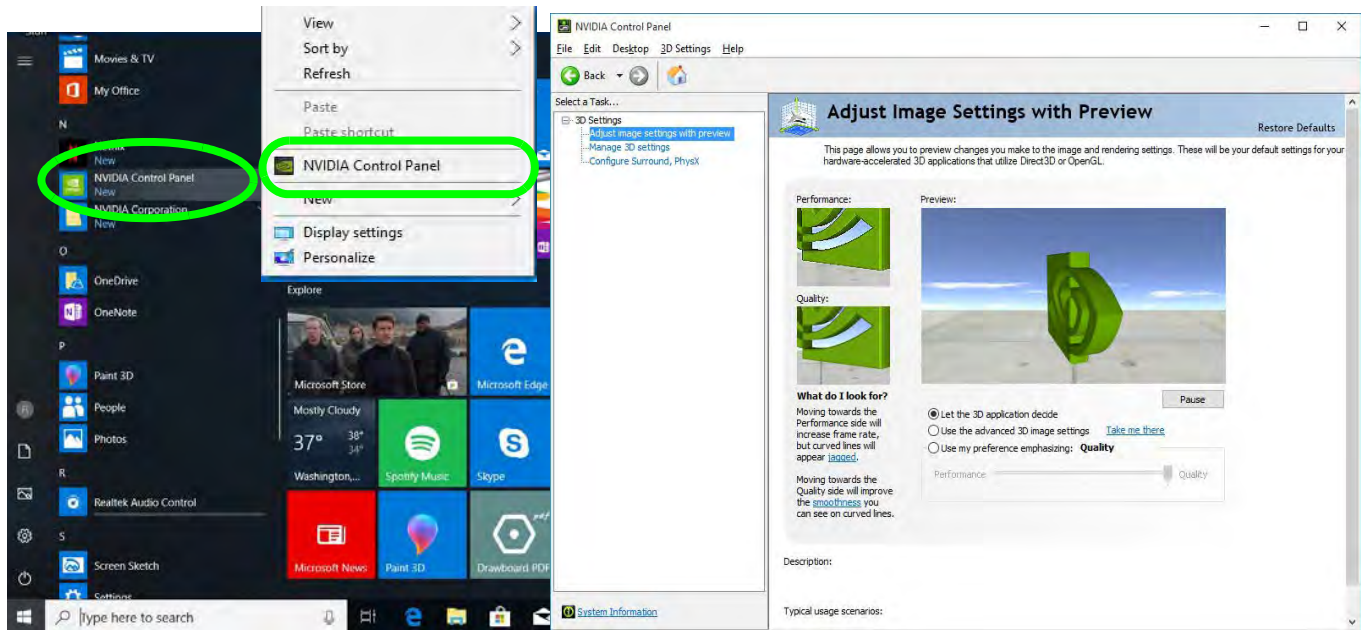 Movies & TV
My Office
N
New
NVIDIA Control Panel
New
NVIDIA Corporation
New
O
OneDrive
OneNote
P
Paint 3D
People
Photos
R
Realtek Audio Control
S
Screen Sketch
Settings
Type here to search
View
Sort by
Refresh
Paste
Paste shortcut
NVIDIA Control Panel
New
Display settings
Personalize
Explore
Microsoft Store
Microsoft Edge
Mostly Cloudy
37° 38° 34°
Washington,...
Spotify Music
Skype
Microsoft News
Paint 3D
Drawboard PDF
NVIDIA Control Panel
File Edit Desktop 3D Settings Help
Back
Select a Task...
3D Settings
Adjust image settings with preview
Manage 3D settings
Configure Surround, PhysX
System Information
Adjust Image Settings with Preview
Restore Defaults
This page allows you to preview changes you make to the image and rendering settings. These will be your default settings for your
hardware-accelerated 3D applications that utilize Direct3D or OpenGL.
Performance:
Quality:
What do I look for?
Moving towards the
Performance side will
increase frame rate,
but curved lines will
appear jagged.
Moving towards the
Quality side will improve
the smoothness you
can see on curved lines.
Preview:
Pause
Let the 3D application decide
Use the advanced 3D image settings Take me there
Use my preference emphasizing: Quality
Performance Quality
Description:
Typical usage scenarios: